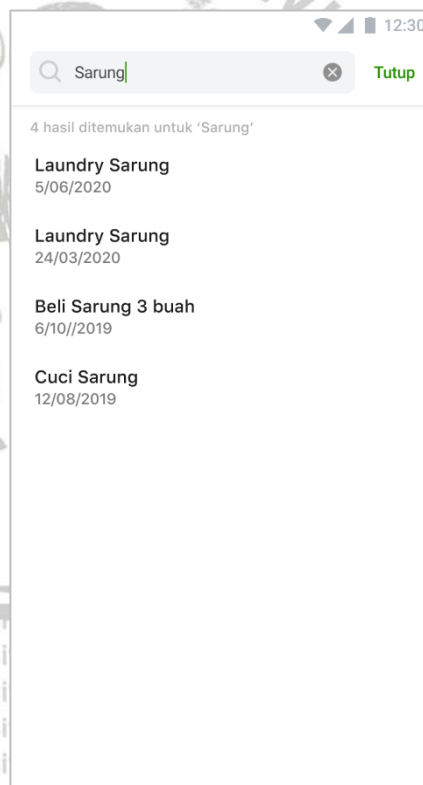 12:30
Sarung Tutup
4 hasil ditemukan untuk ‘Sarung’
Laundry Sarung
5/06/2020
Laundry Sarung
24/03/2020
Beli Sarung 3 buah
6/10//2019
Cuci Sarung
12/08/2019